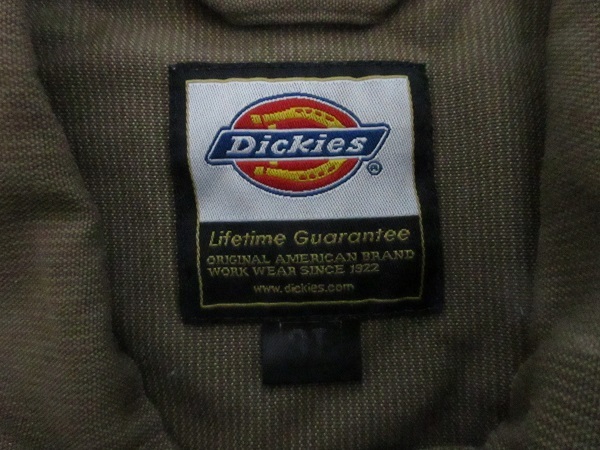 Dickies
®
Lifetime Guarantee
ORIGINAL AMERICAN BRAND
WORK WEAR SINCE 1922
www.dickies.com